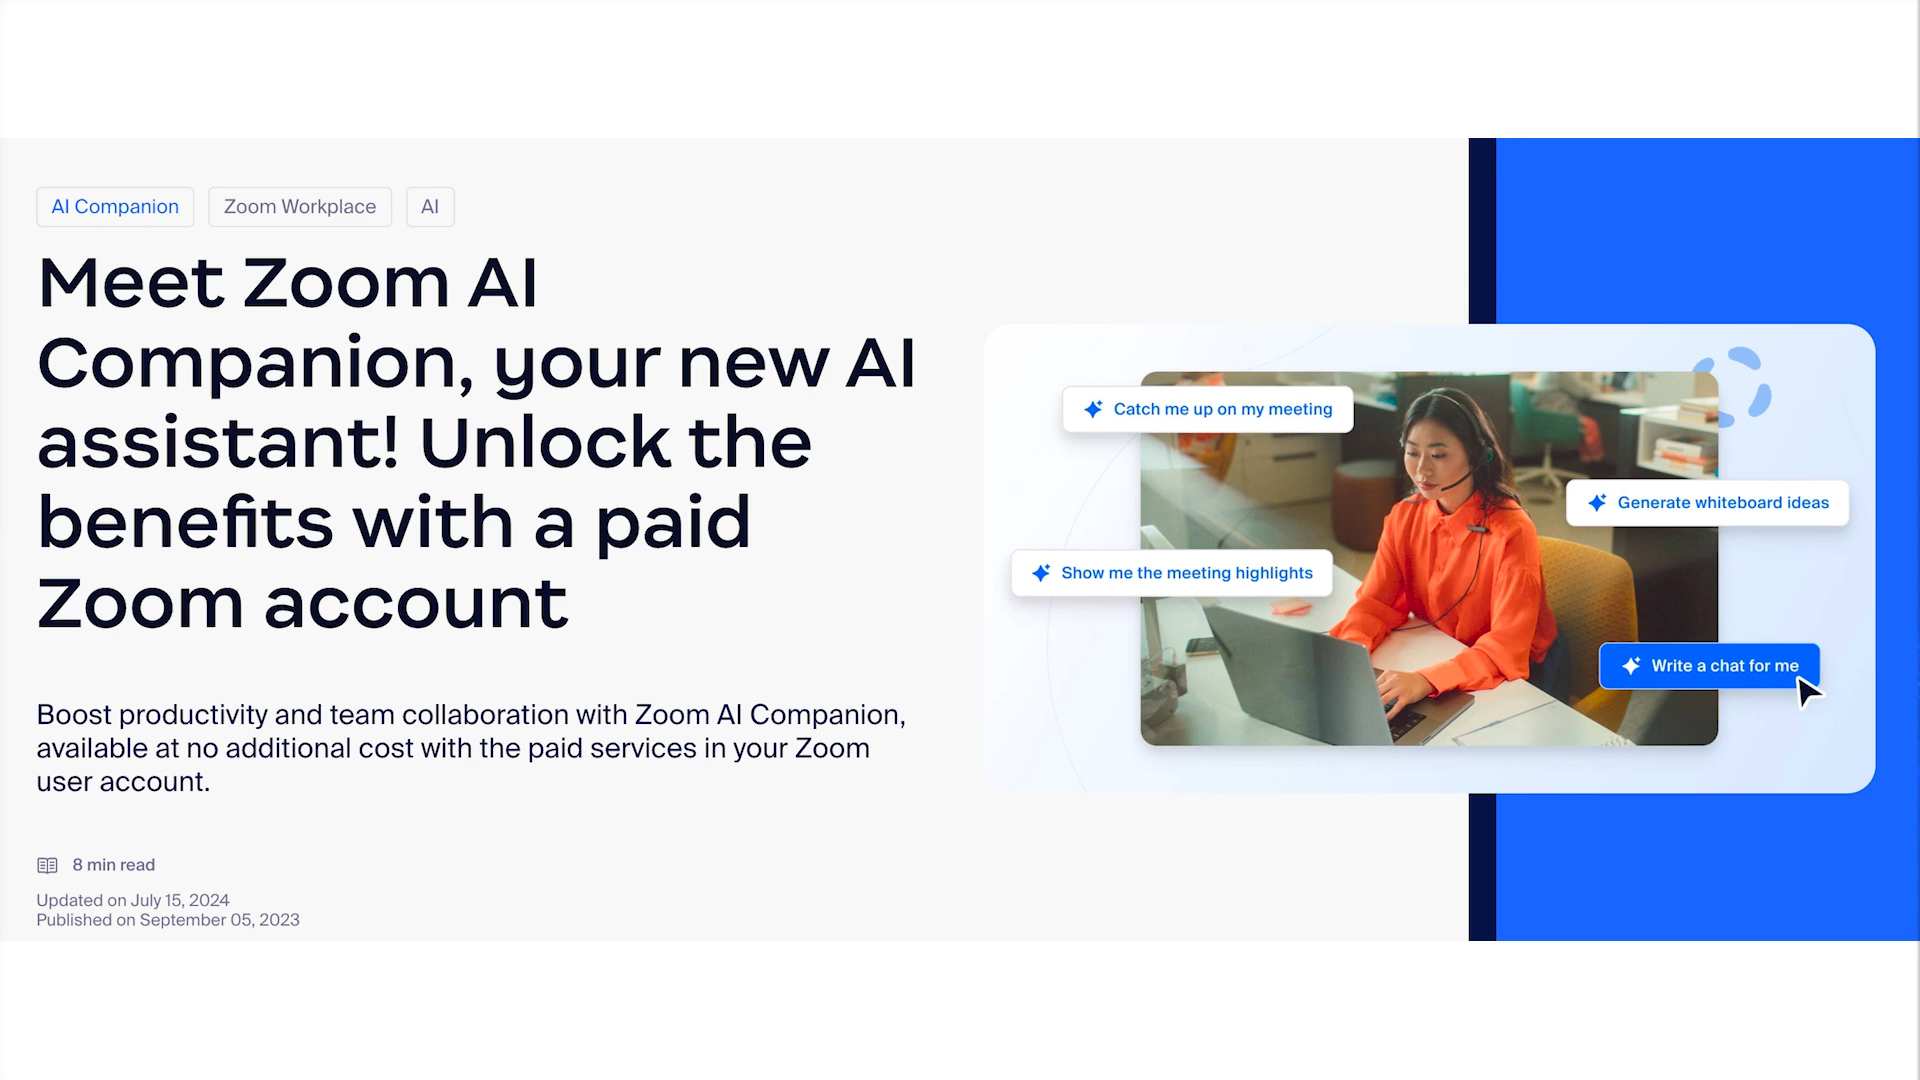 AI Companion
Zoom Workplace
AI
Meet Zoom AI
Companion, your new AI
assistant! Unlock the
benefits with a paid
Zoom account
Boost productivity and team collaboration with Zoom AI Companion,
available at no additional cost with the paid services in your Zoom
user account.
8 min read
Updated on July 15, 2024
Published on September 05, 2023
Catch me up on my meeting
Generate whiteboard ideas
Show me the meeting highlights
Write a chat for me